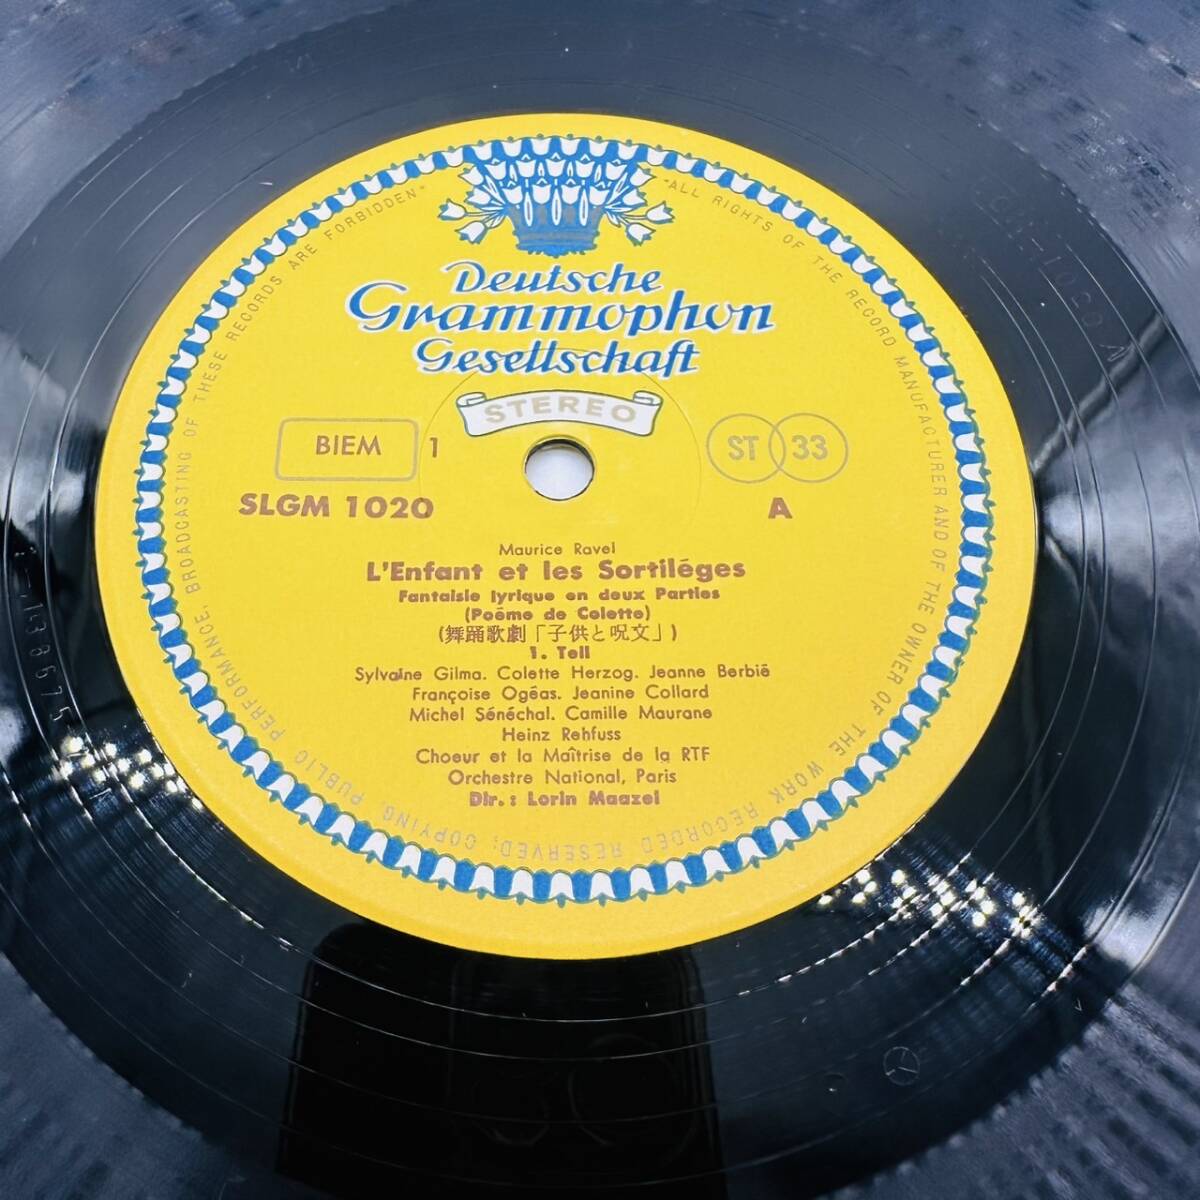 Deutsche
Grammophon
Gesellschaft
STEREO
BIEM 1
ST 33
SLGM 1020
A
Maurice Ravel
L'Enfant et les Sortiléges
Fantaisie lyrique en deux Parties
(Poéme de Colette)
(舞踊歌劇「子供と呪文」)
1. Teil
Sylvaine Gilma. Colette Herzog. Jeanne Berbié
Françoise Ogéas. Jeanine Collard
Michel Sénéchal. Camille Maurane
Heinz Rehfuss
Choeur et la Maîtrise de la RTF
Orchestre National, Paris
Dir. : Lorin Maazel
"ALL RIGHTS OF THE RECORD MANUFACTURER AND OF THE OWNER OF THE WORK RECORDED RESERVED; COPYING, PUBLIC PERFORMANCE, BROADCASTING OF THESE RECORDS ARE FORBIDDEN"